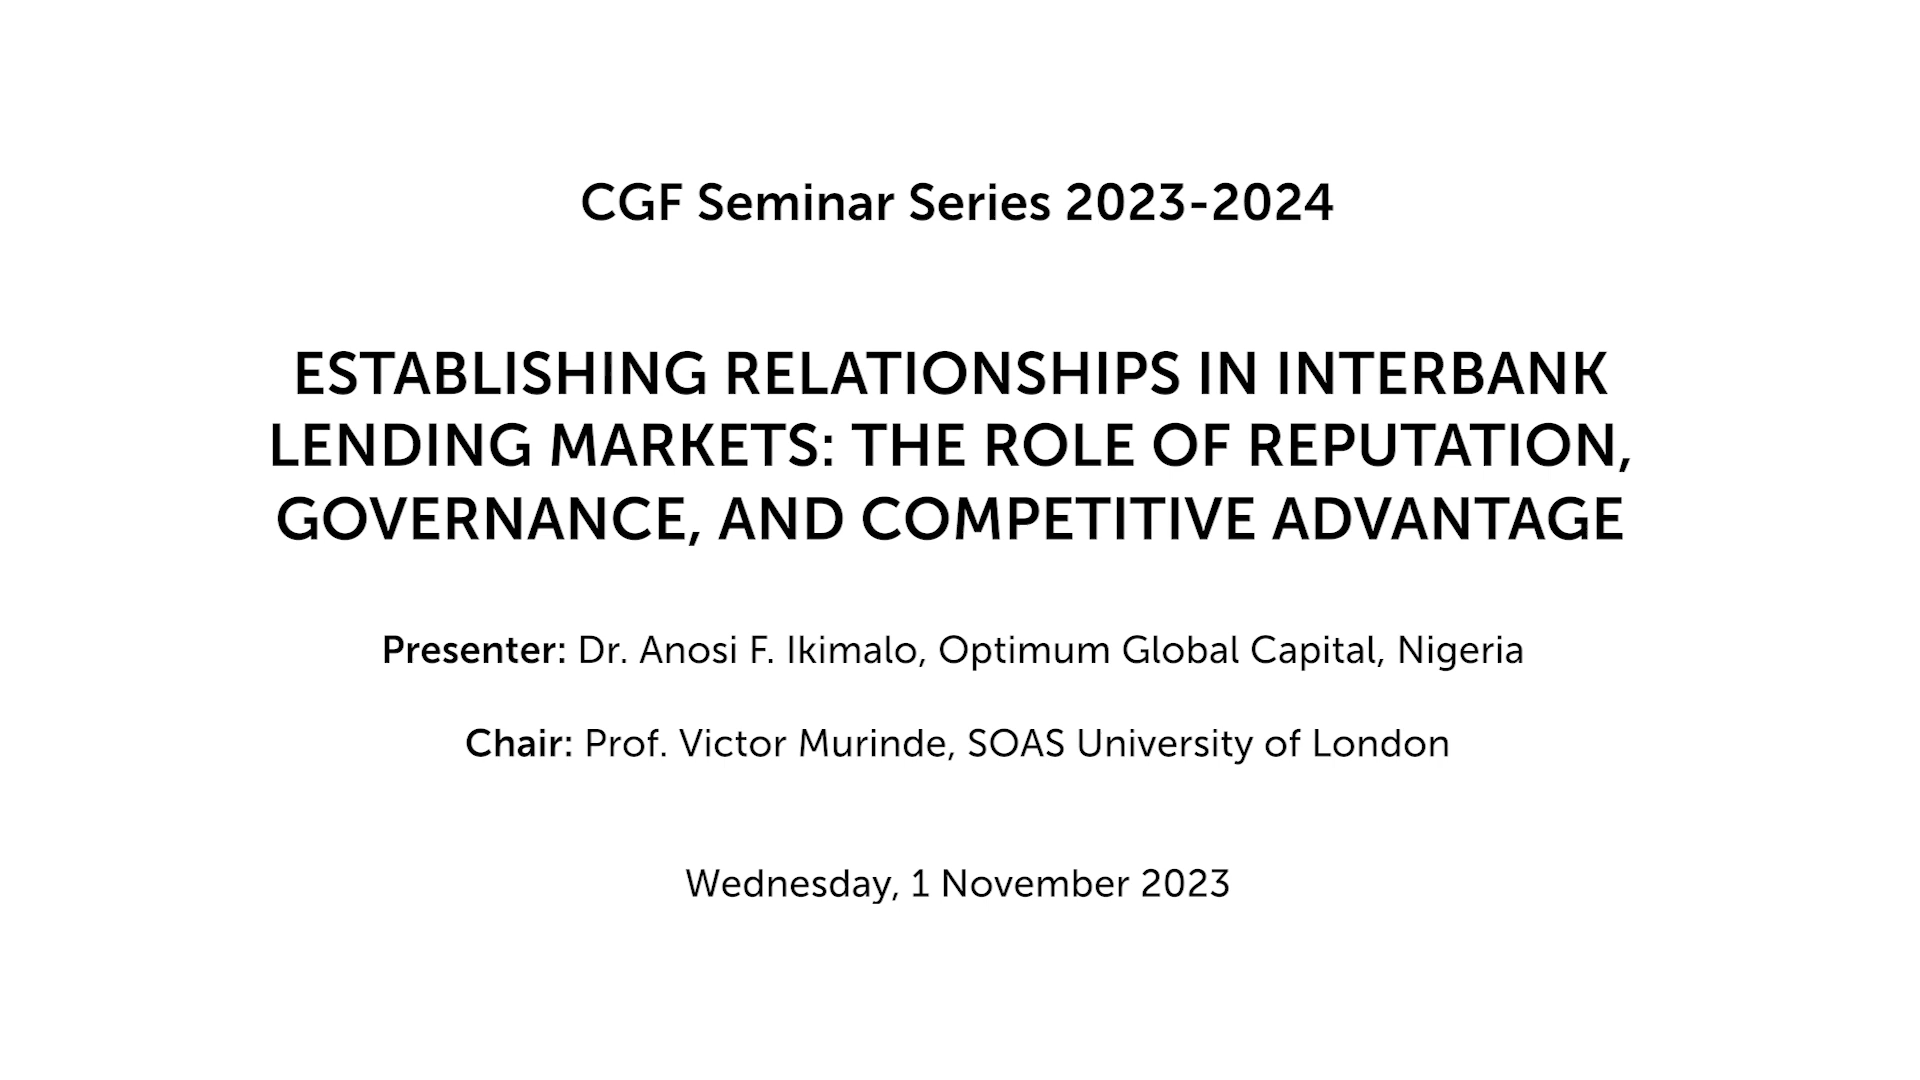 CGF Seminar Series 2023-2024
ESTABLISHING RELATIONSHIPS IN INTERBANK
LENDING MARKETS: THE ROLE OF REPUTATION,
GOVERNANCE, AND COMPETITIVE ADVANTAGE
Presenter: Dr. Anosi F. Ikimalo, Optimum Global Capital, Nigeria
Chair: Prof. Victor Murinde, SOAS University of London
Wednesday, 1 November 2023